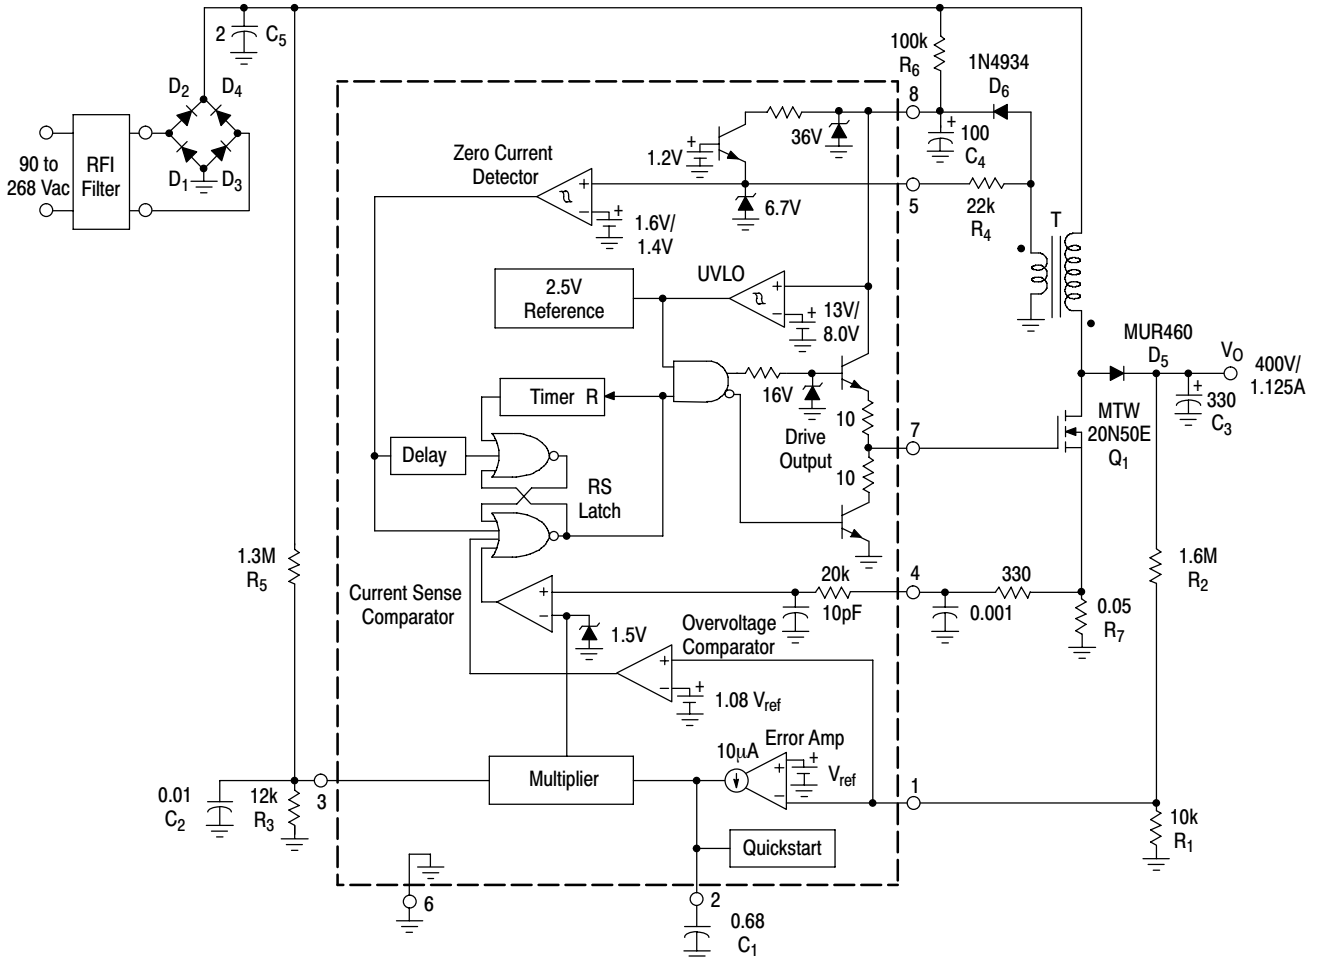 2
C5
D2
D4
D1
D3
90 to
268 Vac
RFI
Filter
100k
R6
1N4934
D6
8
100
C4
36V
1.2V
Zero Current
Detector
1.6V/
1.4V
6.7V
5
22k
R4
T
2.5V
Reference
UVLO
13V/
8.0V
MUR460
D5
VO
400V/
1.125A
330
C3
Timer R
16V
10
Drive
Output
10
7
MTW
20N50E
Q1
Delay
RS
Latch
1.3M
R5
1.6M
R2
Current Sense
Comparator
20k
10pF
4
330
0.001
0.05
R7
1.5V
Overvoltage
Comparator
1.08 Vref
10μA
Error Amp
Vref
Multiplier
1
0.01
C2
12k
R3
3
10k
R1
Quickstart
6
2
0.68
C1